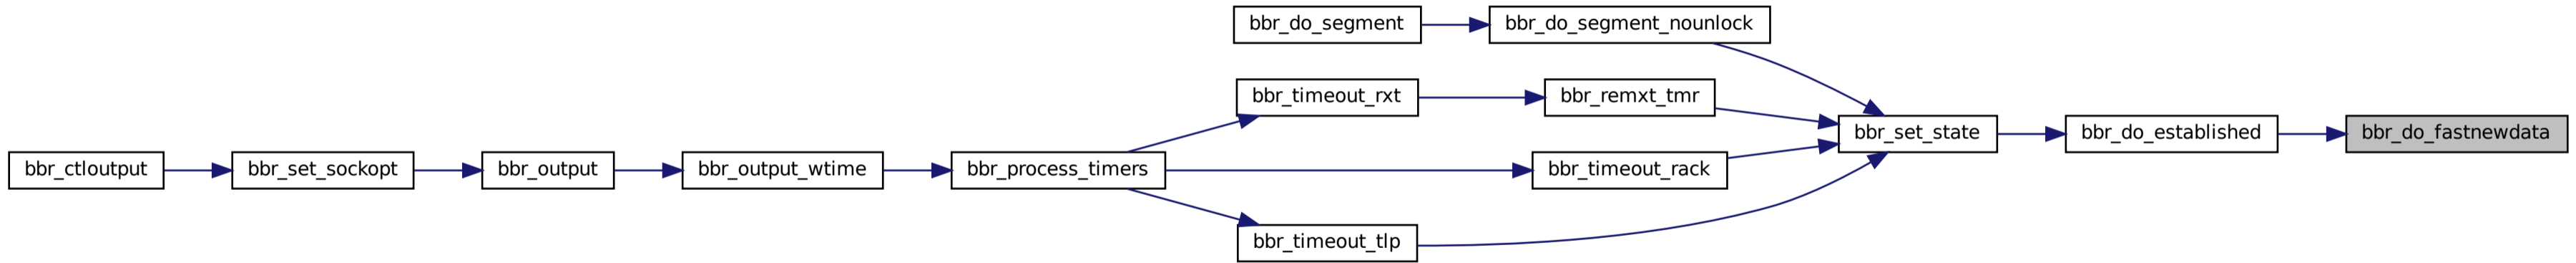 bbr_do_segment
bbr_do_segment_nounlock
bbr_timeout_rxt
bbr_remxt_tmr
bbr_set_state
bbr_do_established
bbr_do_fastnewdata
bbr_ctloutput
bbr_set_sockopt
bbr_output
bbr_output_wtime
bbr_process_timers
bbr_timeout_rack
bbr_timeout_tlp